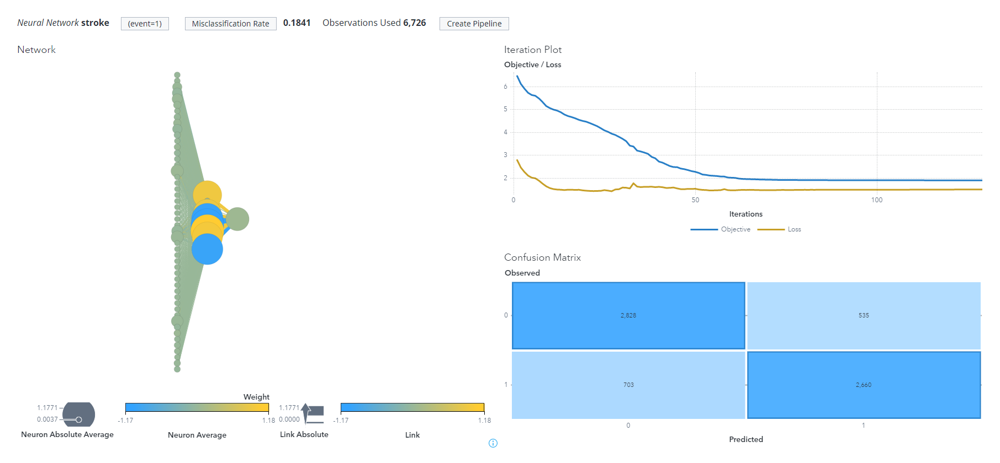 Neural Network stroke (event=1) Misclassification Rate 0.1841 Observations Used 6,726 Create Pipeline
Network
Weight
1.1771
0.0037
Neuron Absolute Average
-1.17 1.18
Neuron Average
1.1771
0.0000
Link Absolute
-1.17 1.18
Link
Iteration Plot
Objective / Loss
6
5
4
3
2
0 50 100
Iterations
Objective Loss
Confusion Matrix
Observed
0 2,828 535
1 703 2,660
0 1
Predicted